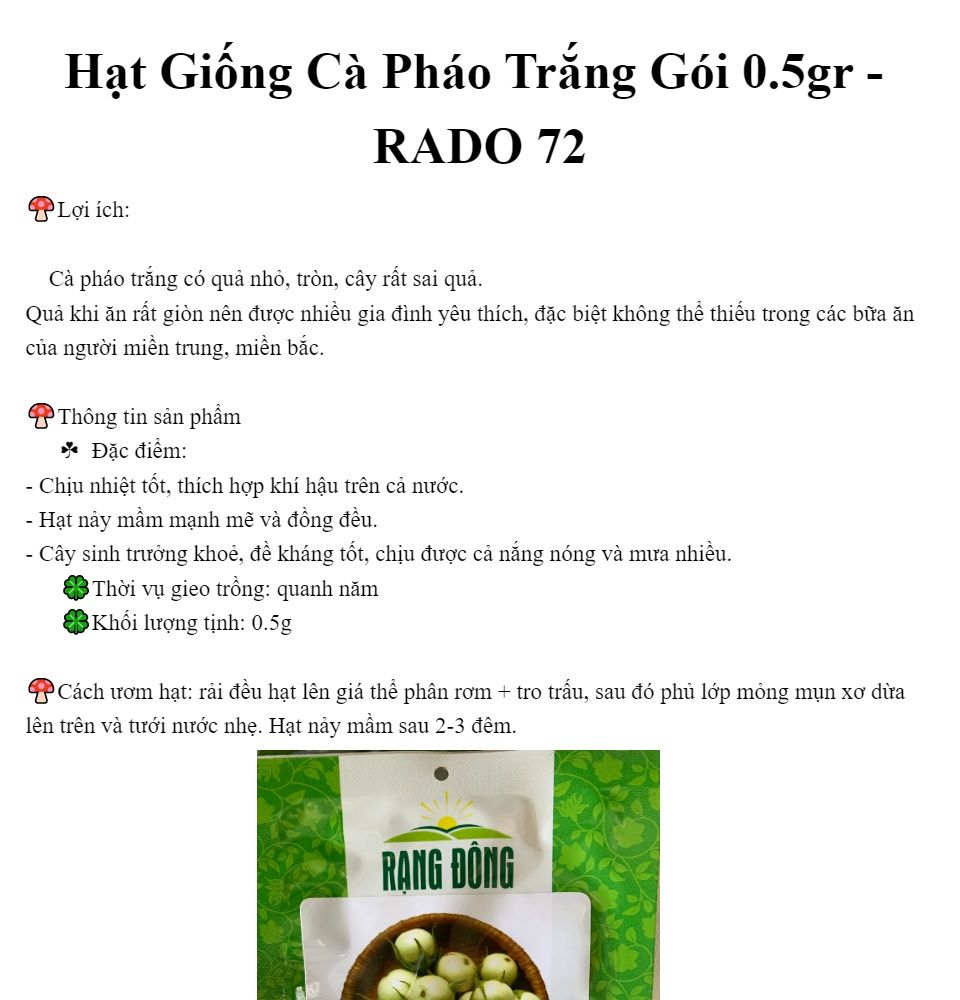 Hạt Giống Cà Pháo Trắng Gói 0.5gr -
RADO 72
🍄Lợi ích:
Cà pháo trắng có quả nhỏ, tròn, cây rất sai quả.
Quả khi ăn rất giòn nên được nhiều gia đình yêu thích, đặc biệt không thể thiếu trong các bữa ăn
của người miền trung, miền bắc.
🍄Thông tin sản phẩm
☘ Đặc điểm:
- Chịu nhiệt tốt, thích hợp khí hậu trên cả nước.
- Hạt nảy mầm mạnh mẽ và đồng đều.
- Cây sinh trưởng khoẻ, đề kháng tốt, chịu được cả nắng nóng và mưa nhiều.
🍀Thời vụ gieo trồng: quanh năm
🍀Khối lượng tịnh: 0.5g
🍄Cách ươm hạt: rải đều hạt lên giá thể phân rơm + tro trấu, sau đó phủ lớp mỏng mụn xơ dừa
lên trên và tưới nước nhẹ. Hạt nảy mầm sau 2-3 đêm.
RẠNG ĐÔNG